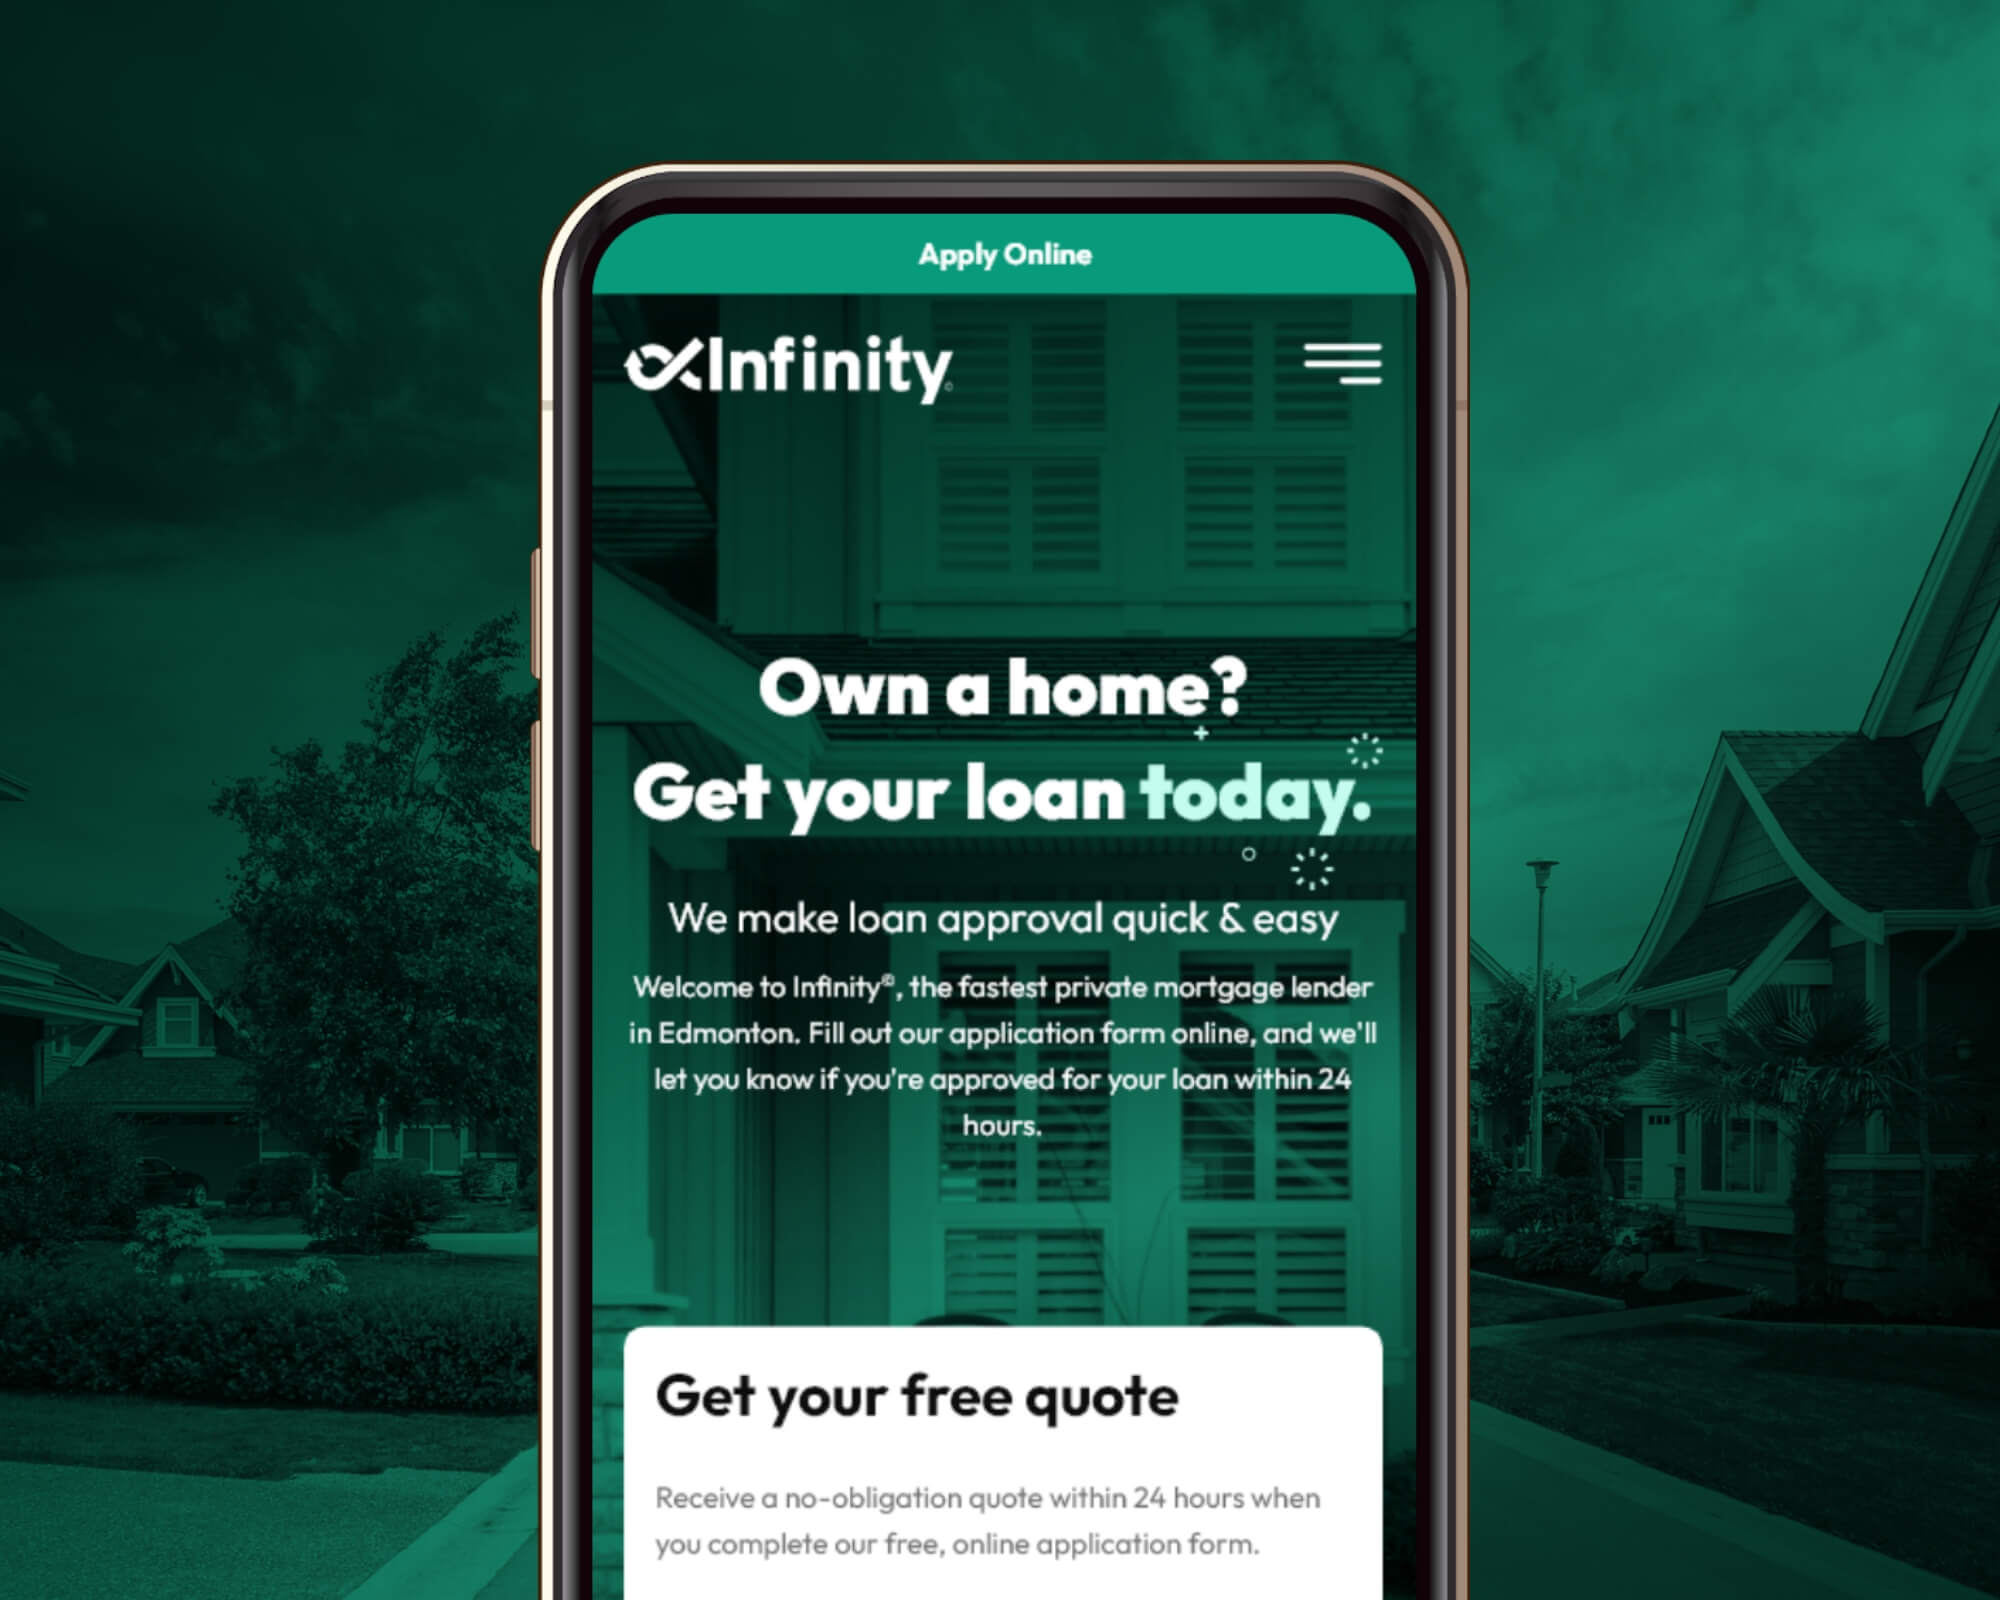 Apply Online
Infinity
Own a home?
Get your loan today.
We make loan approval quick & easy
Welcome to Infinity®, the fastest private mortgage lender
in Edmonton. Fill out our application form online, and we'll
let you know if you're approved for your loan within 24
hours.
Get your free quote
Receive a no-obligation quote within 24 hours when
you complete our free, online application form.